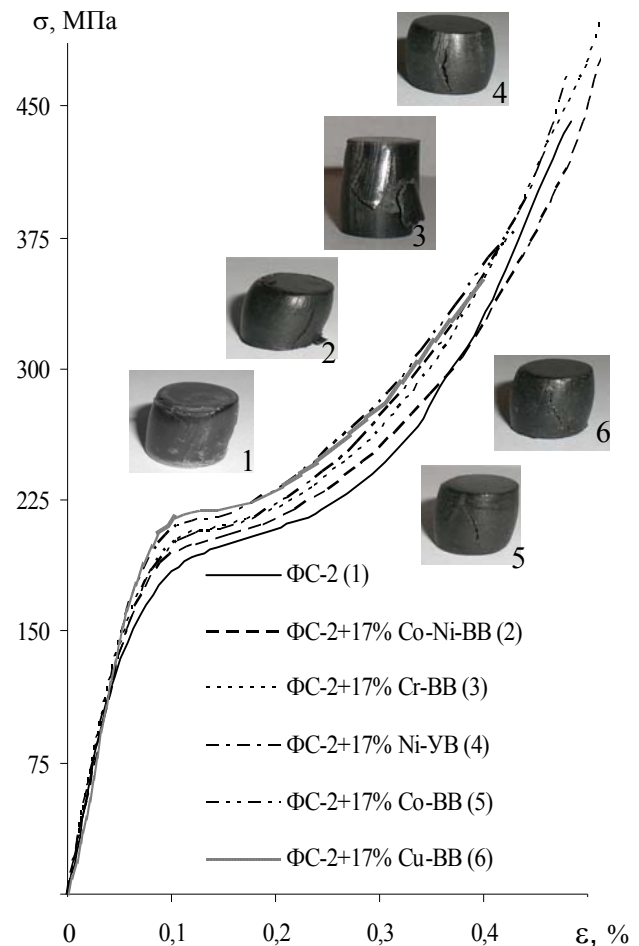 σ, МПа
4
450
3
375
2
300
6
1
225
5
ФС-2 (1)
150
ФС-2+17% Co-Ni-ВВ (2)
ФС-2+17% Cr-ВВ (3)
75
ФС-2+17% Ni-УВ (4)
ФС-2+17% Co-ВВ (5)
ФС-2+17% Cu-ВВ (6)
0 0,1 0,2 0,3 0,4 ε, %